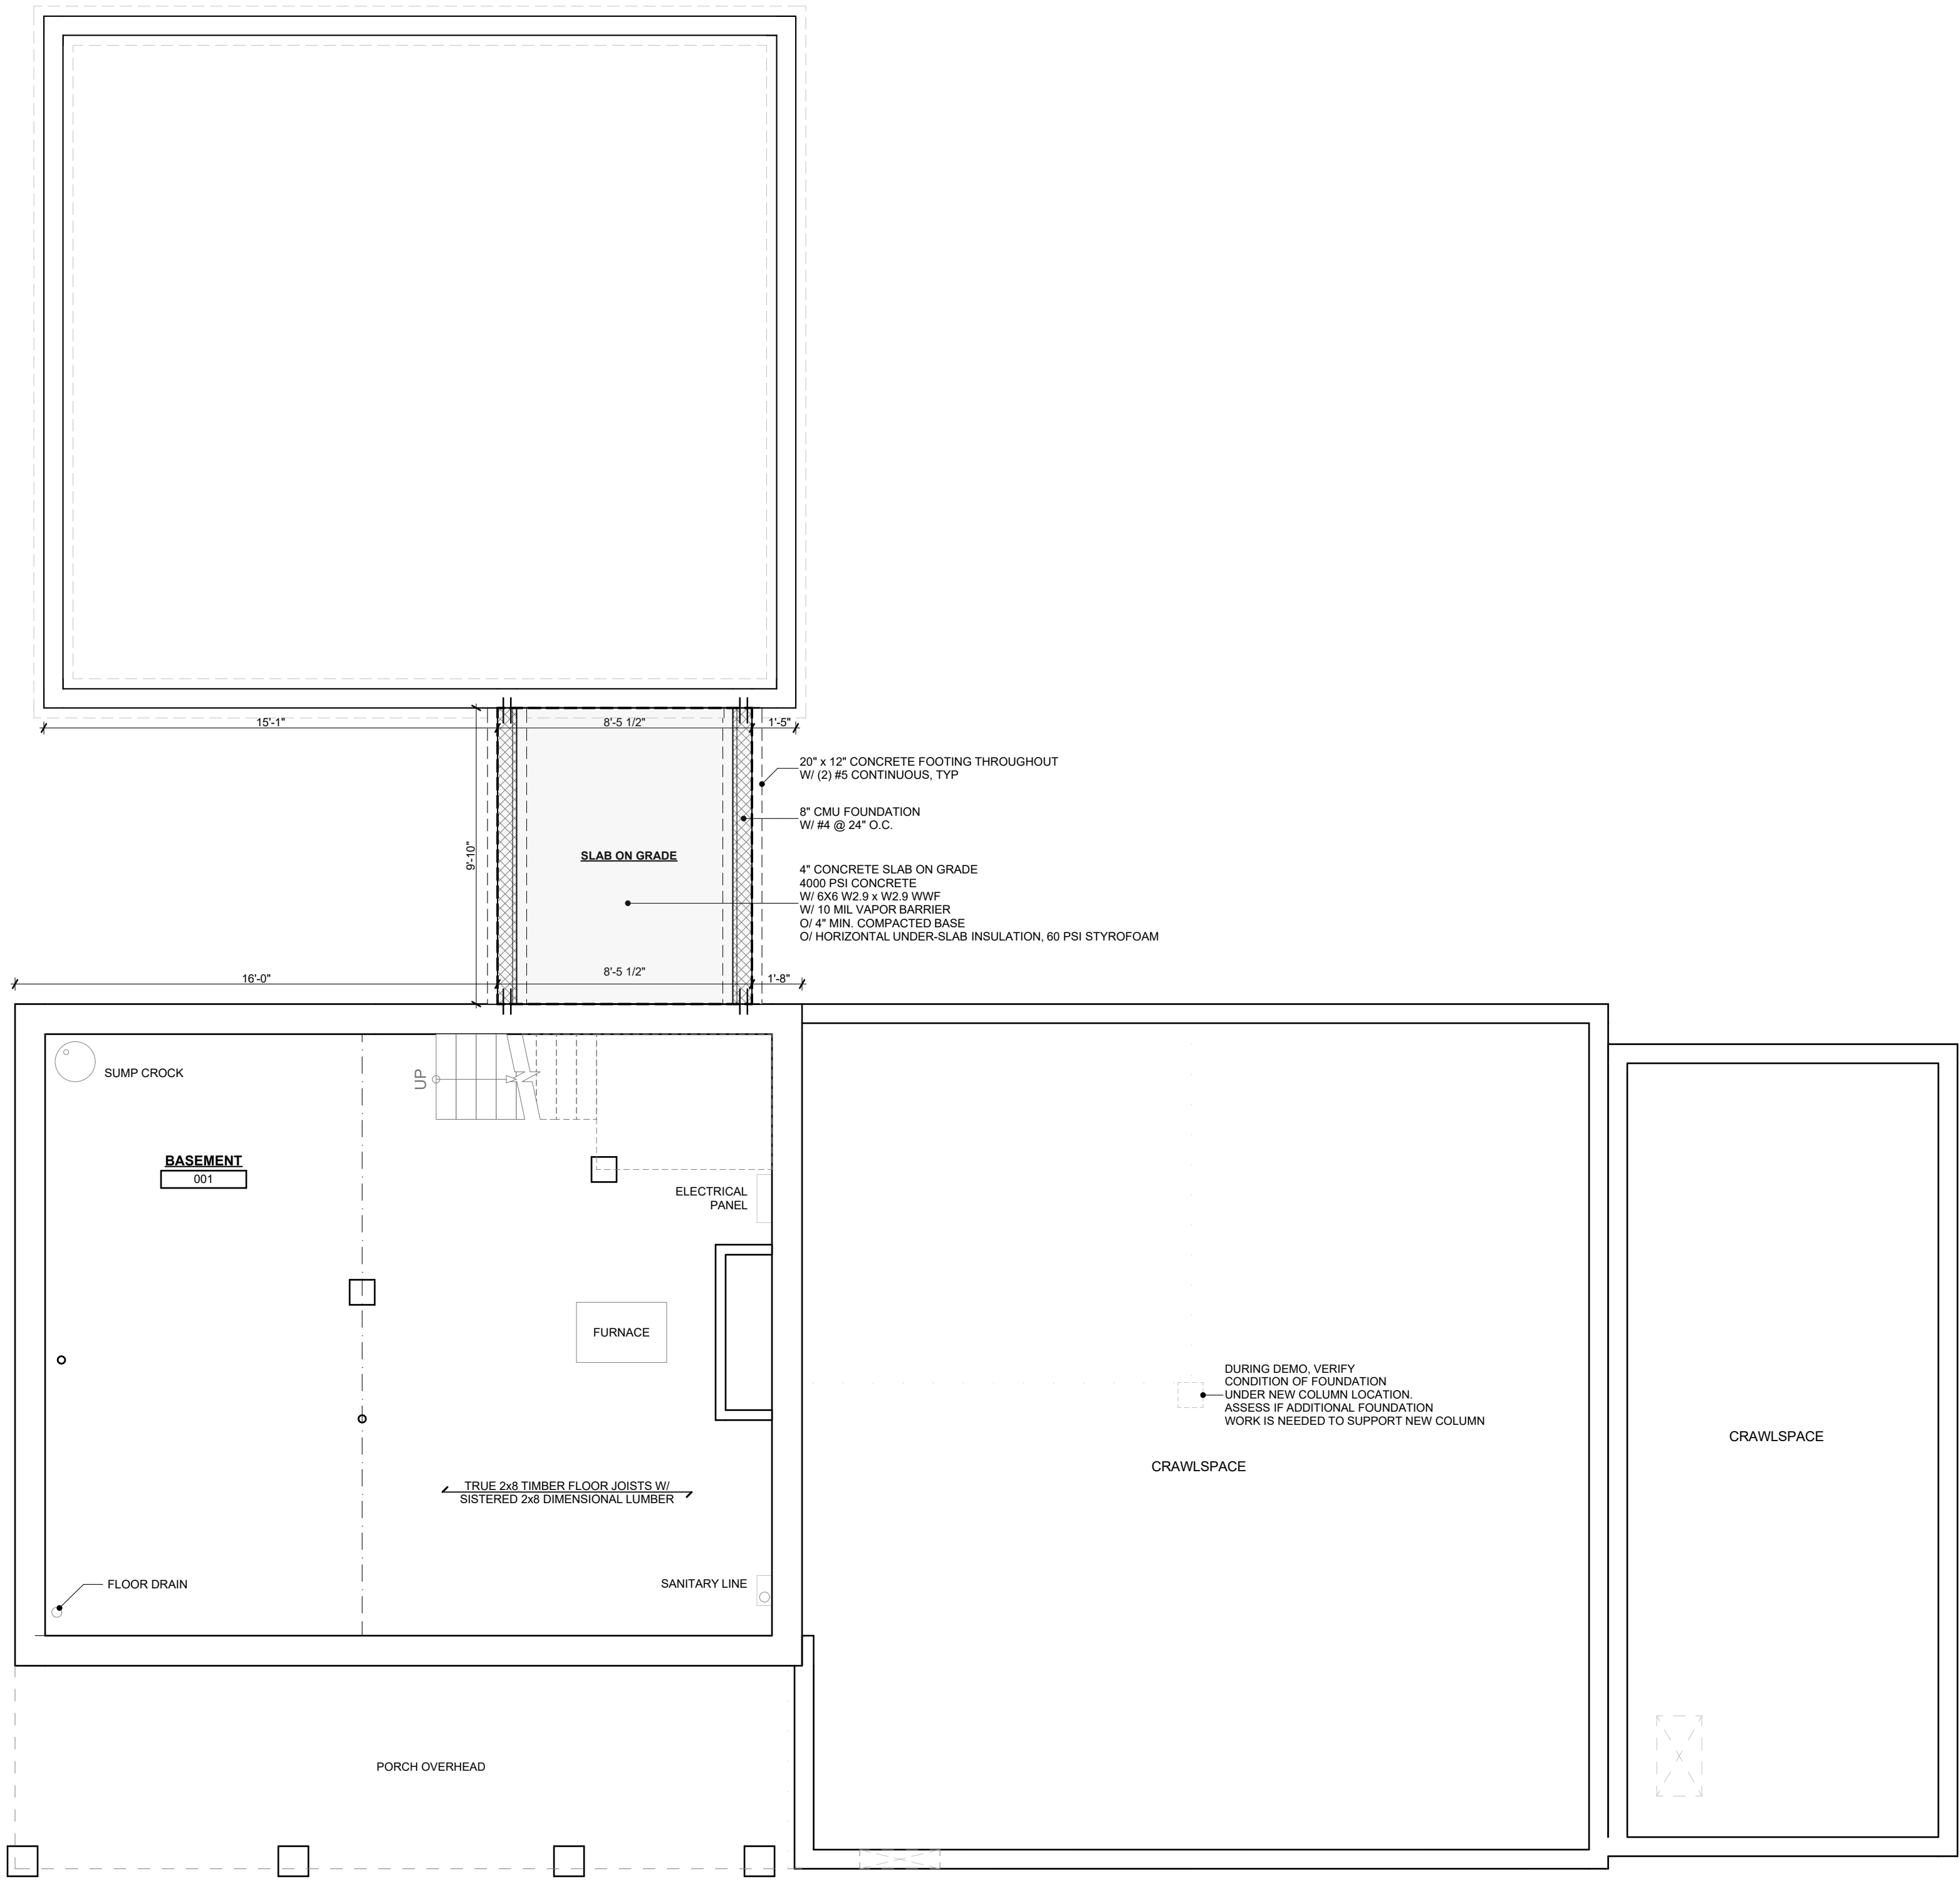 15'-1"
8'-5 1/2"
1'-5"
20" x 12" CONCRETE FOOTING THROUGHOUT
W/ (2) #5 CONTINUOUS, TYP
8" CMU FOUNDATION
W/ #4 @ 24" O.C.
9'-10"
SLAB ON GRADE
4" CONCRETE SLAB ON GRADE
4000 PSI CONCRETE
W/ 6X6 W2.9 x W2.9 WWF
W/ 10 MIL VAPOR BARRIER
O/ 4" MIN. COMPACTED BASE
O/ HORIZONTAL UNDER-SLAB INSULATION, 60 PSI STYROFOAM
16'-0"
8'-5 1/2"
1'-8"
SUMP CROCK
UP
BASEMENT
001
ELECTRICAL
PANEL
FURNACE
DURING DEMO, VERIFY
CONDITION OF FOUNDATION
UNDER NEW COLUMN LOCATION.
ASSESS IF ADDITIONAL FOUNDATION
WORK IS NEEDED TO SUPPORT NEW COLUMN
CRAWLSPACE
CRAWLSPACE
TRUE 2x8 TIMBER FLOOR JOISTS W/
SISTERED 2x8 DIMENSIONAL LUMBER
FLOOR DRAIN
SANITARY LINE
PORCH OVERHEAD